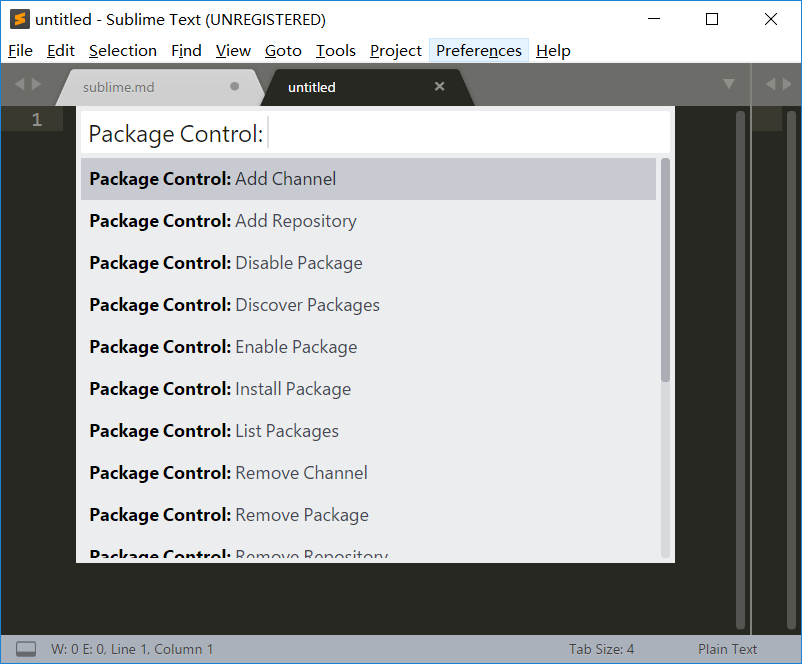 untitled - Sublime Text (UNREGISTERED)
File Edit Selection Find View Goto Tools Project Preferences Help
sublime.md untitled
1
Package Control:
Package Control: Add Channel
Package Control: Add Repository
Package Control: Disable Package
Package Control: Discover Packages
Package Control: Enable Package
Package Control: Install Package
Package Control: List Packages
Package Control: Remove Channel
Package Control: Remove Package
Package Control: Remove Repository
W: 0 E: 0, Line 1, Column 1 Tab Size: 4 Plain Text